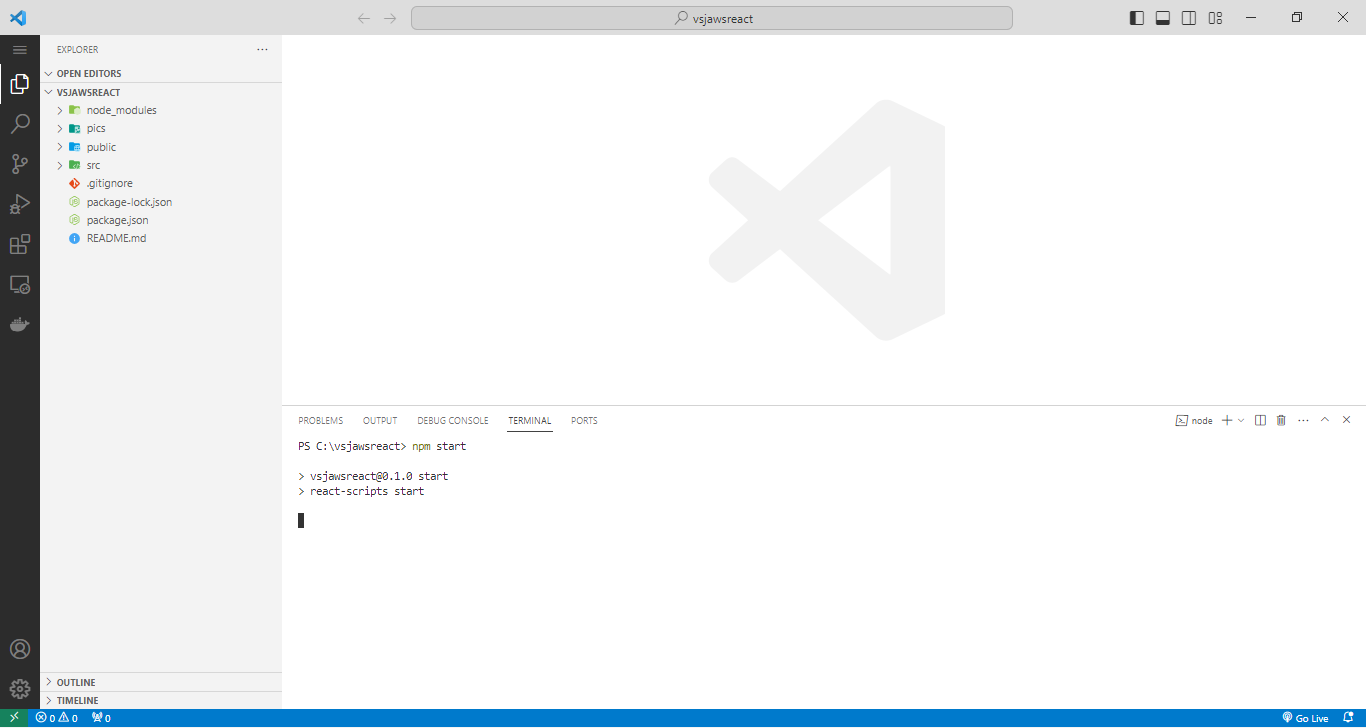 vsjawsreact
EXPLORER
OPEN EDITORS
VSJAWSREACT
node_modules
pics
public
src
.gitignore
package-lock.json
package.json
README.md
OUTLINE
TIMELINE
PROBLEMS OUTPUT DEBUG CONSOLE TERMINAL PORTS
node
PS C:\vsjawsreact> npm start
> vsjawsreact@0.1.0 start
> react-scripts start
0 0 0
Go Live